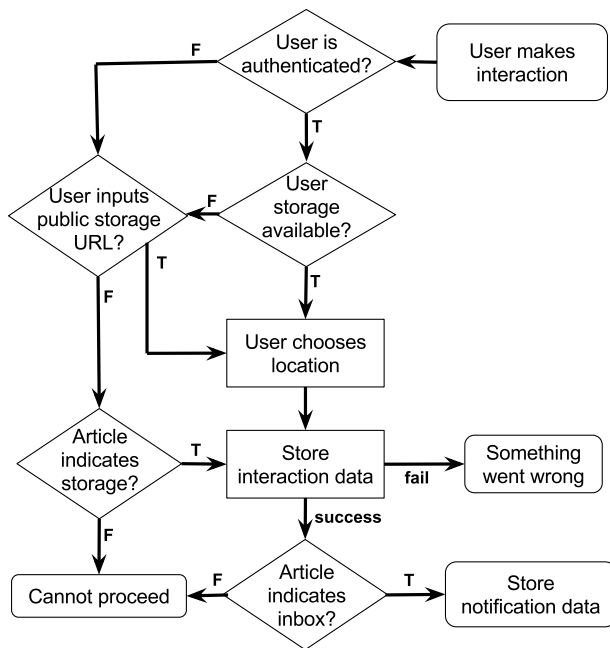 User is
authenticated?
User makes
interaction
F
T
User inputs
public storage
URL?
F
User
storage
available?
T
T
F
User chooses
location
Article
indicates
storage?
T
Store
interaction data
fail
Something
went wrong
F
success
Cannot proceed
F
Article
indicates
inbox?
T
Store
notification data